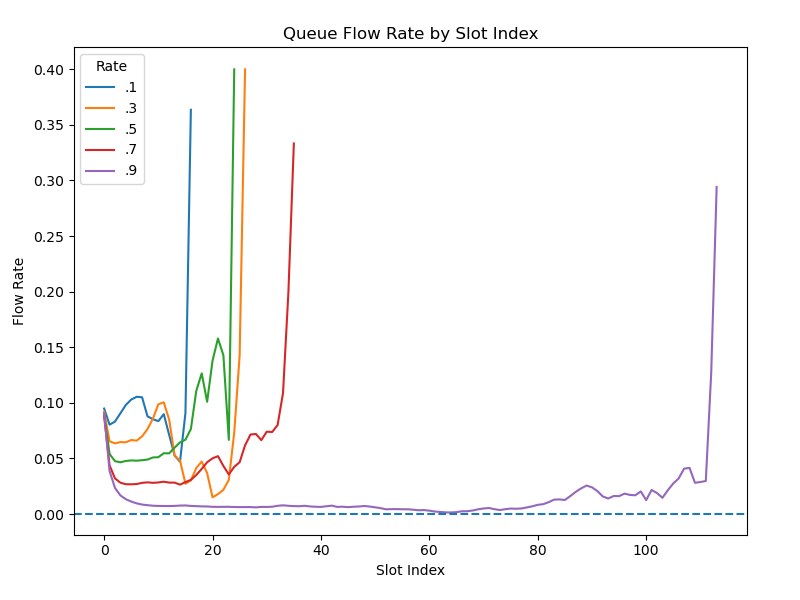 Queue Flow Rate by Slot Index
Rate
.1
.3
.5
.7
.9
0.40
0.35
0.30
0.25
0.20
0.15
0.10
0.05
0.00
Flow Rate
0 20 40 60 80 100
Slot Index